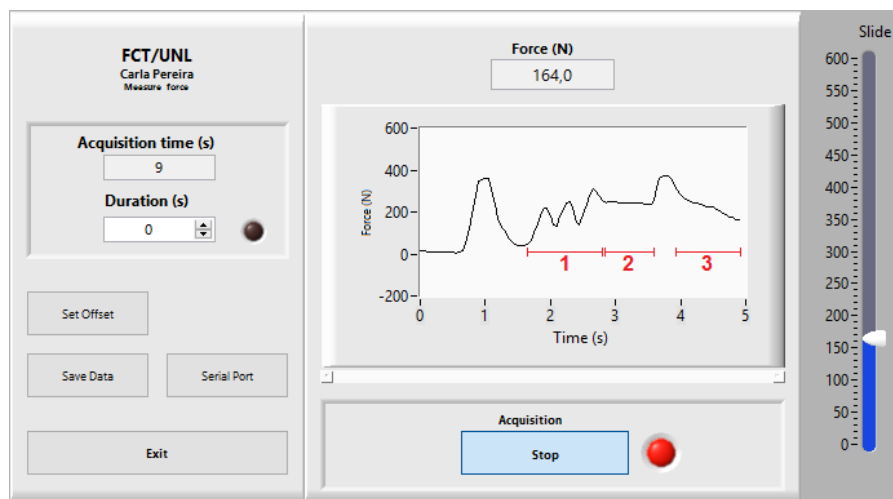 FCT/UNL
Carla Pereira
Measure force
Acquisition time (s)
9
Duration (s)
0
Set Offset
Save Data
Serial Port
Exit
Force (N)
164,0
Force (N)
600
400
200
0
-200
1
2
3
0 1 2 3 4 5
Time (s)
Acquisition
Stop
Slide
600
550
500
450
400
350
300
250
200
150
100
50
0